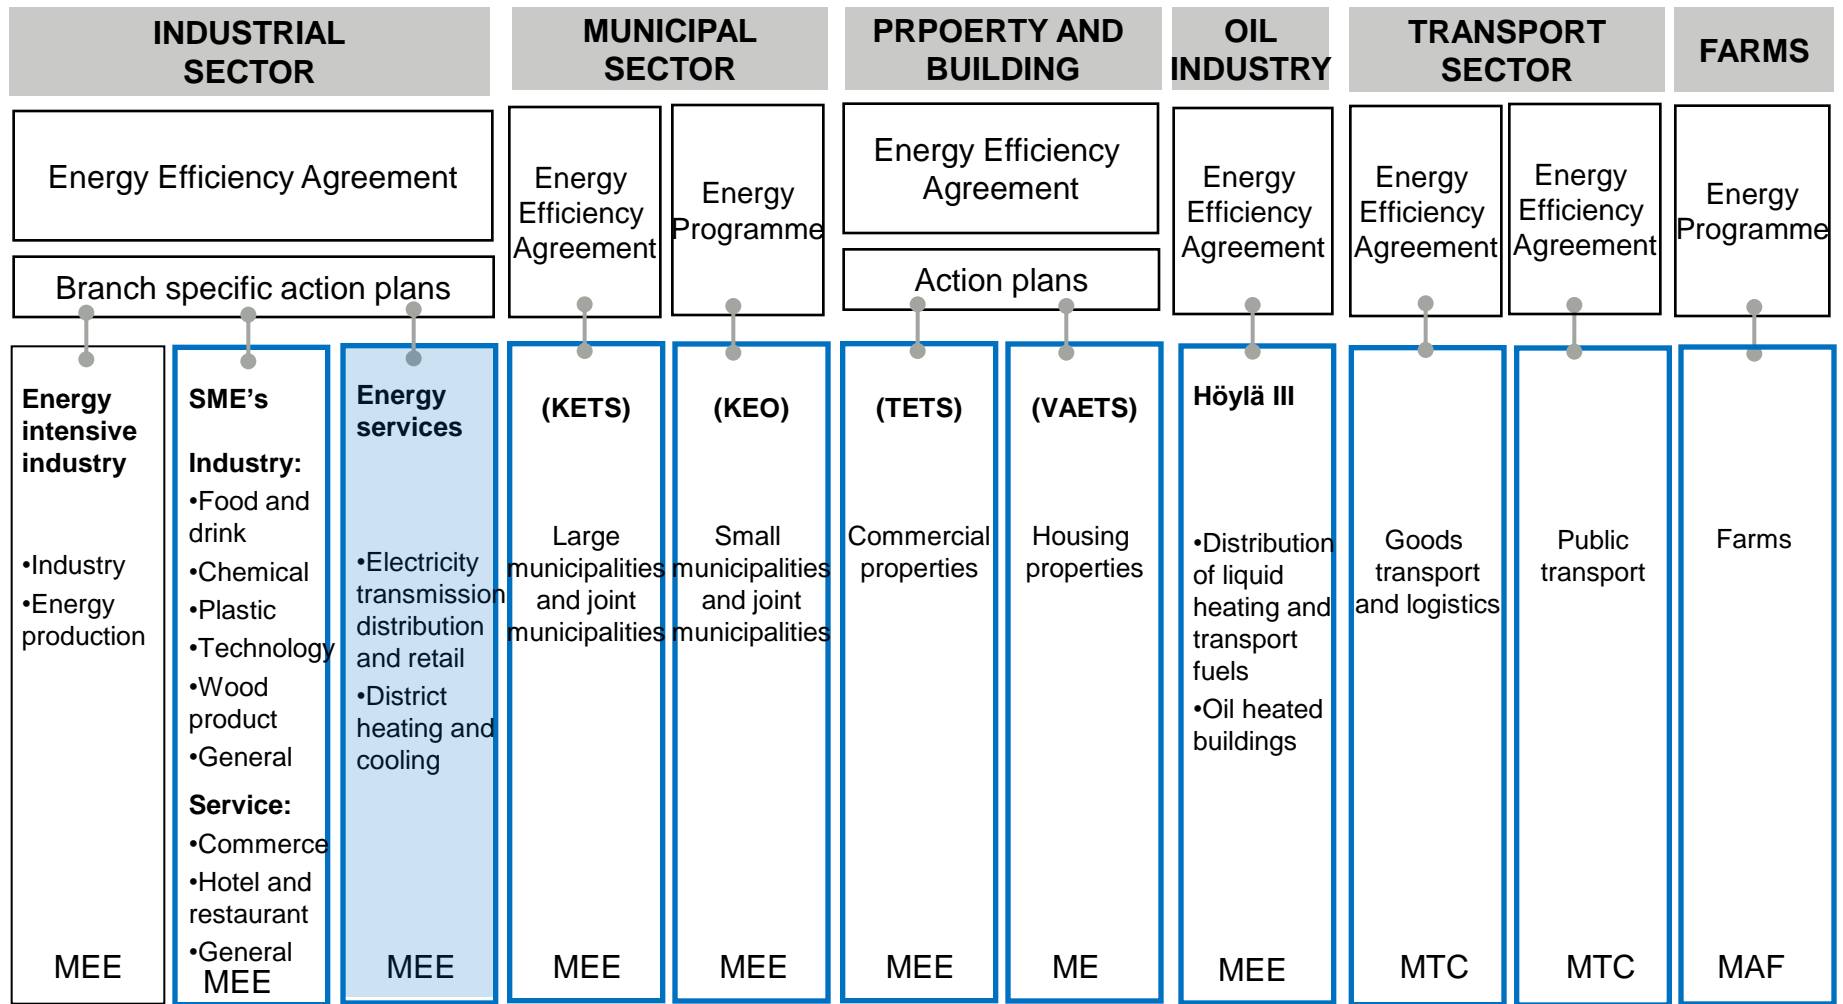 INDUSTRIAL
SECTOR
MUNICIPAL
SECTOR
PRPOERTY AND
BUILDING
OIL
INDUSTRY
TRANSPORT
SECTOR
FARMS
Energy Efficiency Agreement
Branch specific action plans
Energy
Efficiency
Agreement
Energy
Programme
Energy Efficiency
Agreement
Action plans
Energy
Efficiency
Agreement
Energy
Efficiency
Agreement
Energy
Efficiency
Agreement
Energy
Programme
Energy
intensive
industry
•Industry
•Energy
production
MEE
SME's
Industry:
•Food and
drink
•Chemical
•Plastic
•Technology
•Wood
product
•General
Service:
•Commerce
•Hotel and
restaurant
•General
MEE
Energy
services
•Electricity
transmission
distribution
and retail
•District
heating and
cooling
MEE
(KETS)
Large
municipalities
and joint
municipalities
MEE
(KEO)
Small
municipalities
and joint
municipalities
MEE
(TETS)
Commercial
properties
MEE
(VAETS)
Housing
properties
ME
Höylä III
•Distribution
of liquid
heating and
transport
fuels
•Oil heated
buildings
MEE
Goods
transport
and logistics
MTC
Public
transport
MTC
Farms
MAF